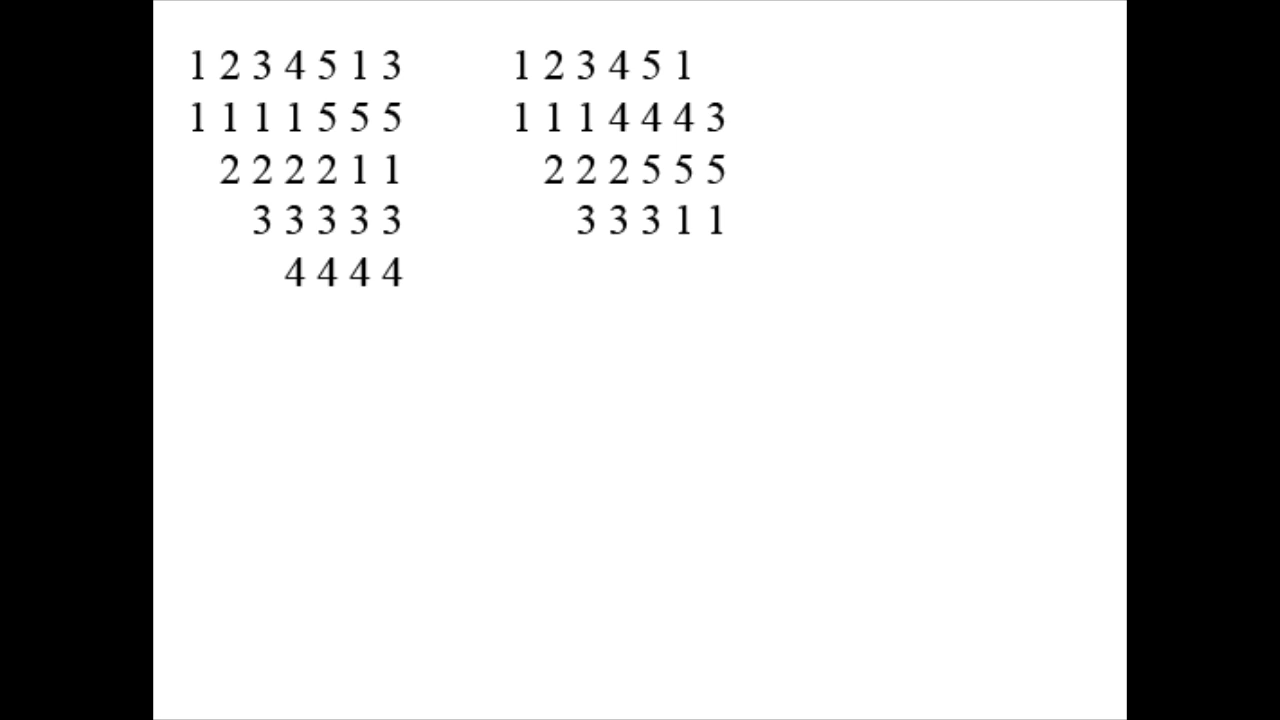 1 2 3 4 5 1 3    1 2 3 4 5 1
1 1 1 1 5 5 5    1 1 1 4 4 4 3
2 2 2 2 1 1    2 2 2 5 5 5
3 3 3 3 3    3 3 3 1 1
4 4 4 4